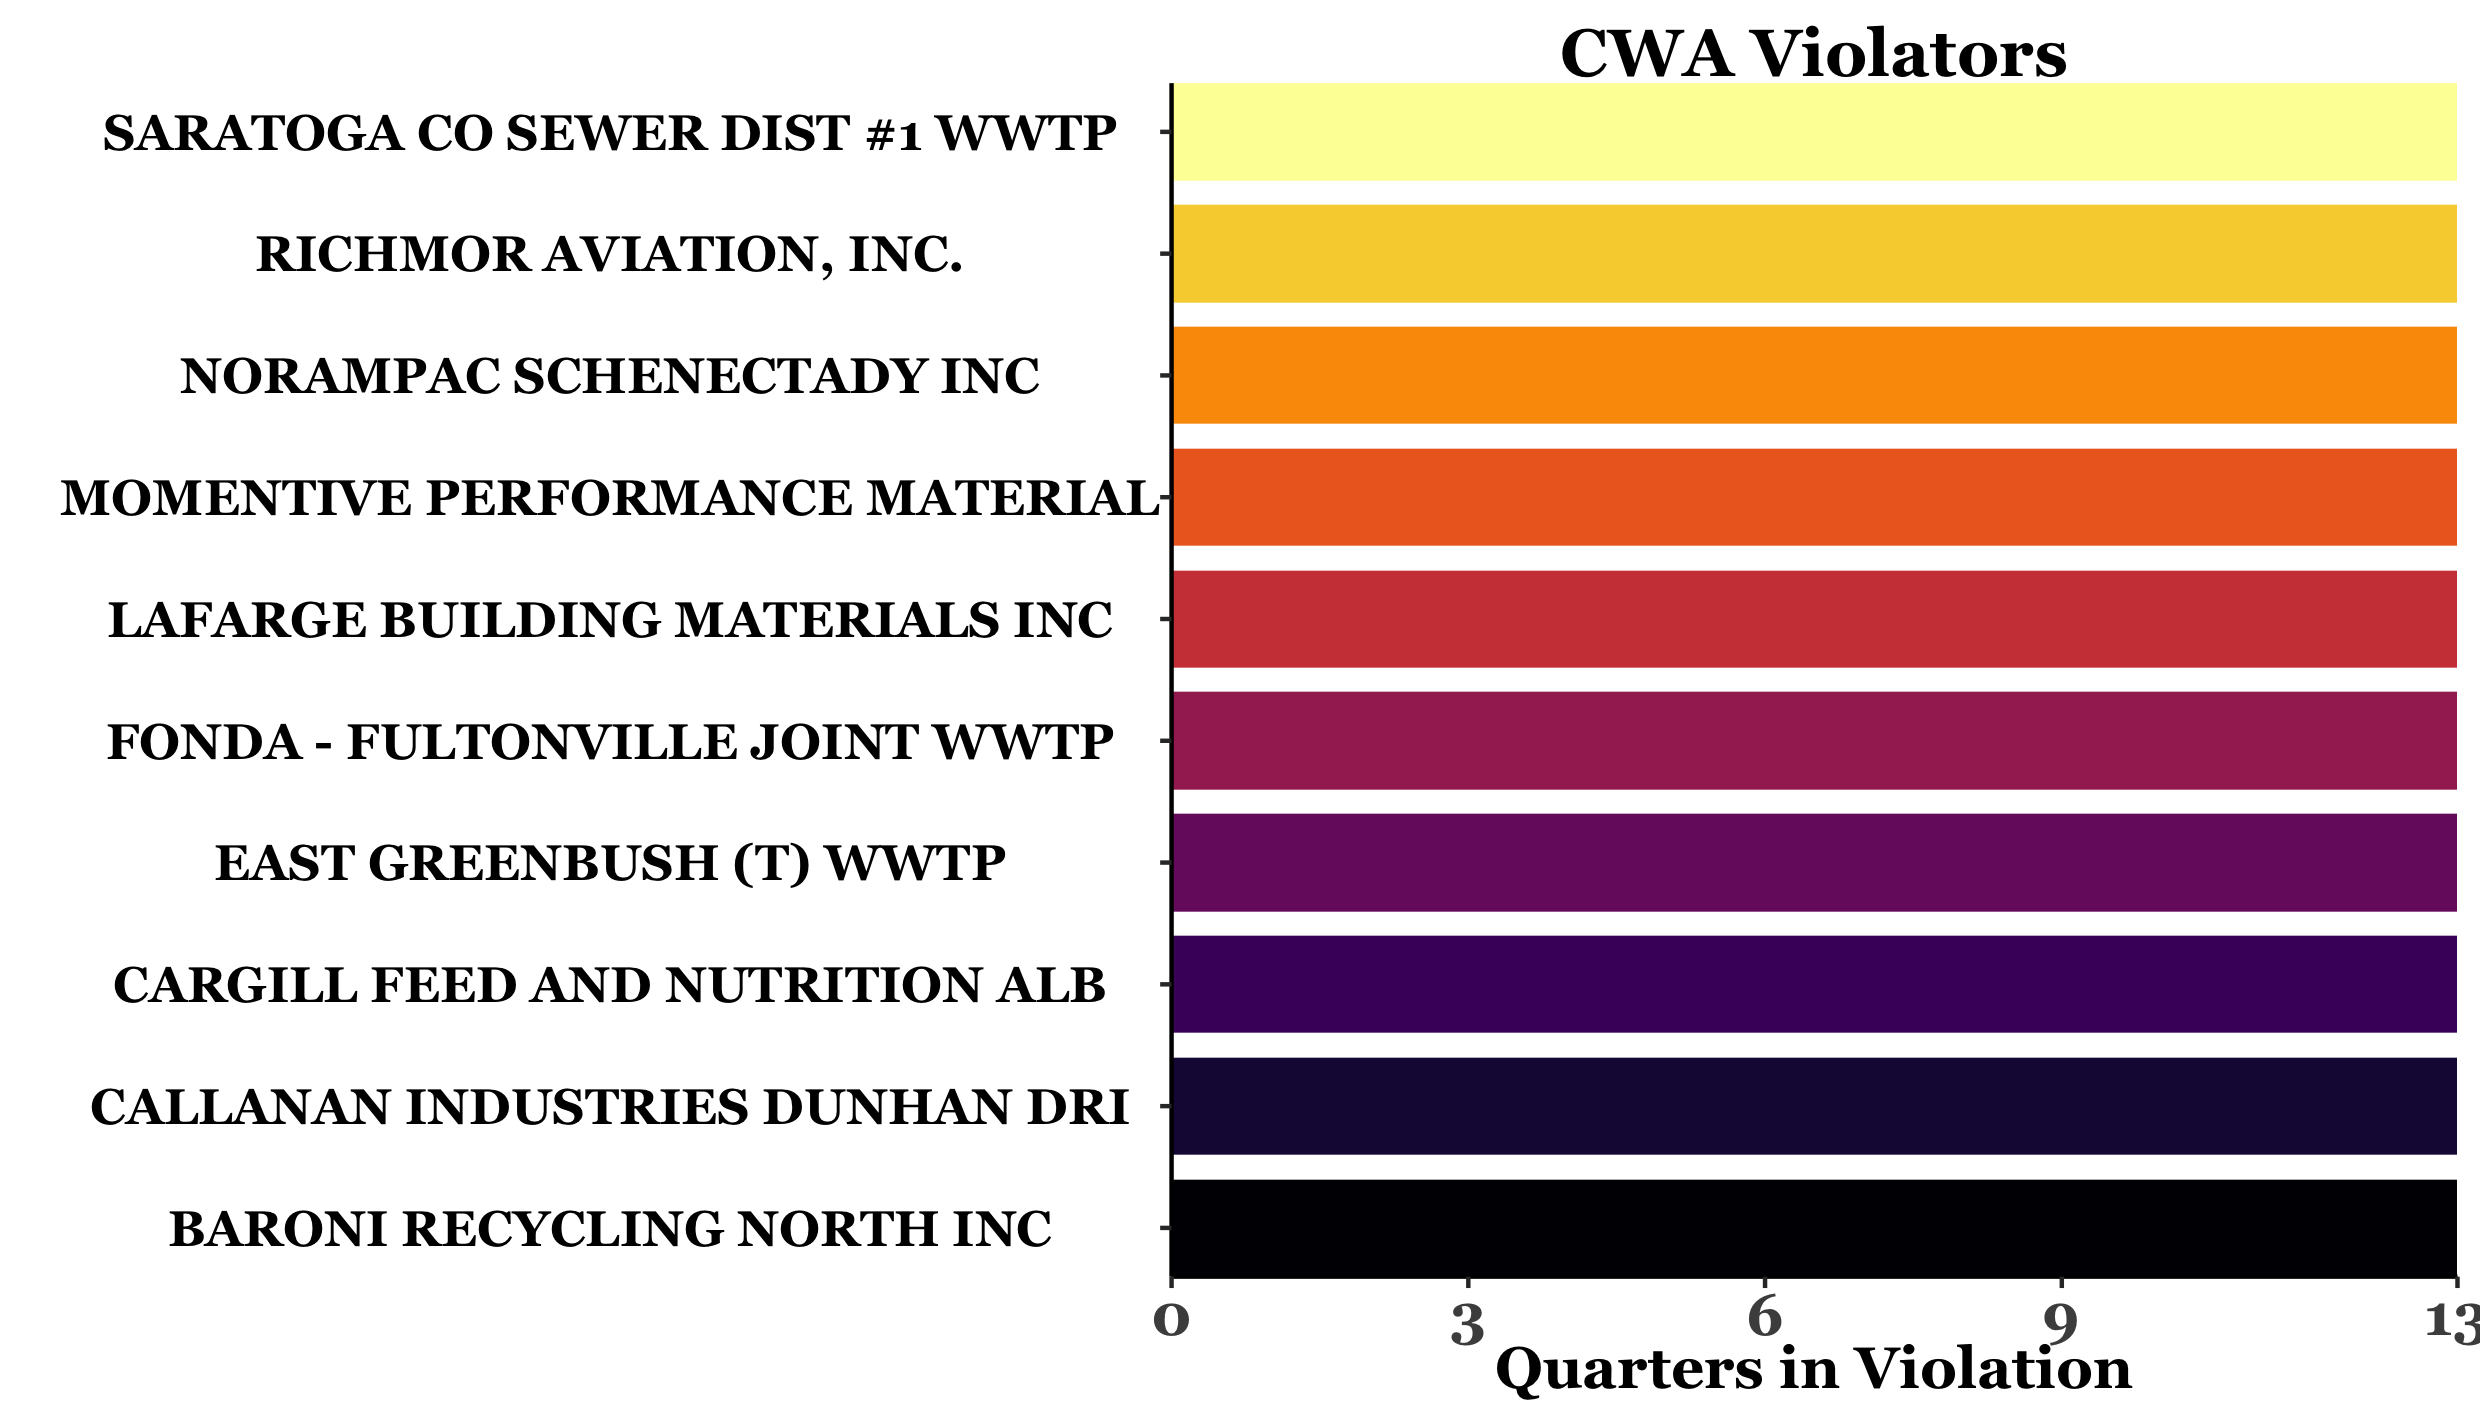 CWA Violators
SARATOGA CO SEWER DIST #1 WWTP
RICHMOR AVIATION, INC.
NORAMPAC SCHENECTADY INC
MOMENTIVE PERFORMANCE MATERIAL
LAFARGE BUILDING MATERIALS INC
FONDA - FULTONVILLE JOINT WWTP
EAST GREENBUSH (T) WWTP
CARGILL FEED AND NUTRITION ALB
CALLANAN INDUSTRIES DUNHAN DRI
BARONI RECYCLING NORTH INC
0 3 6 9 13
Quarters in Violation